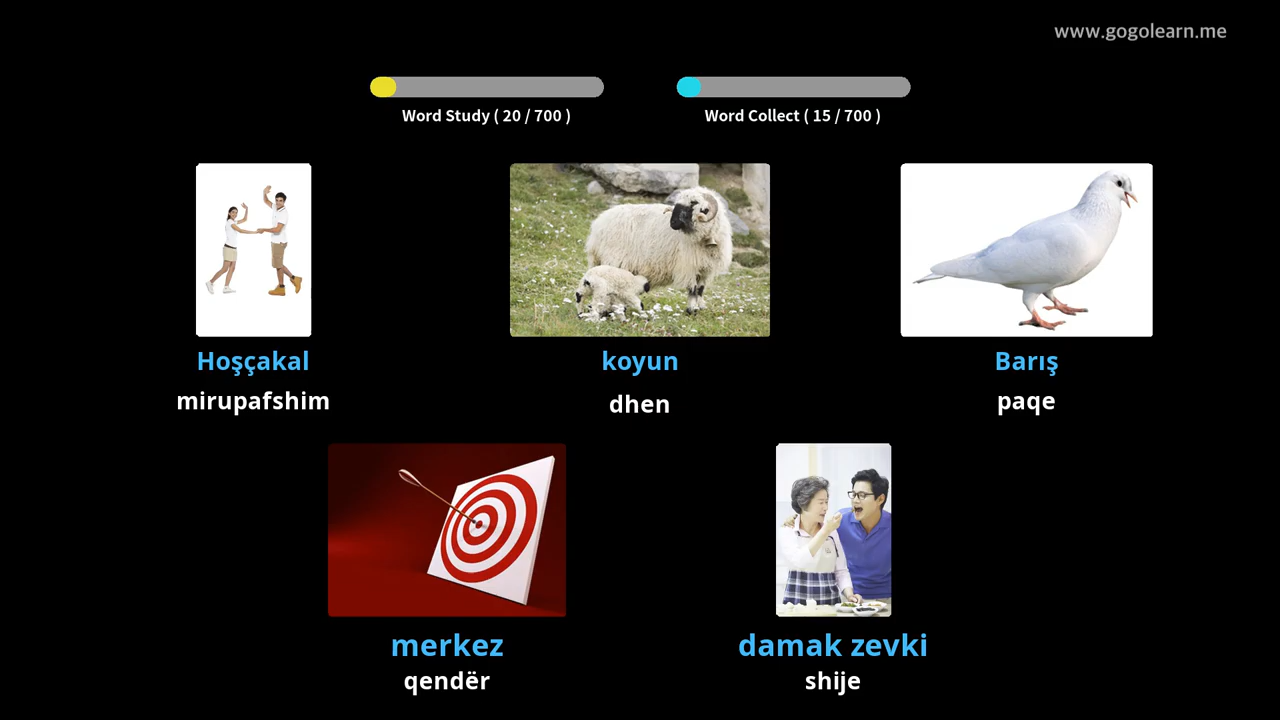 www.gogolearn.me
Word Study ( 20 / 700 )
Word Collect ( 15 / 700 )
Hoşçakal
mirupafshim
koyun
dhen
Barış
paqe
merkez
qendër
damak zevki
shije